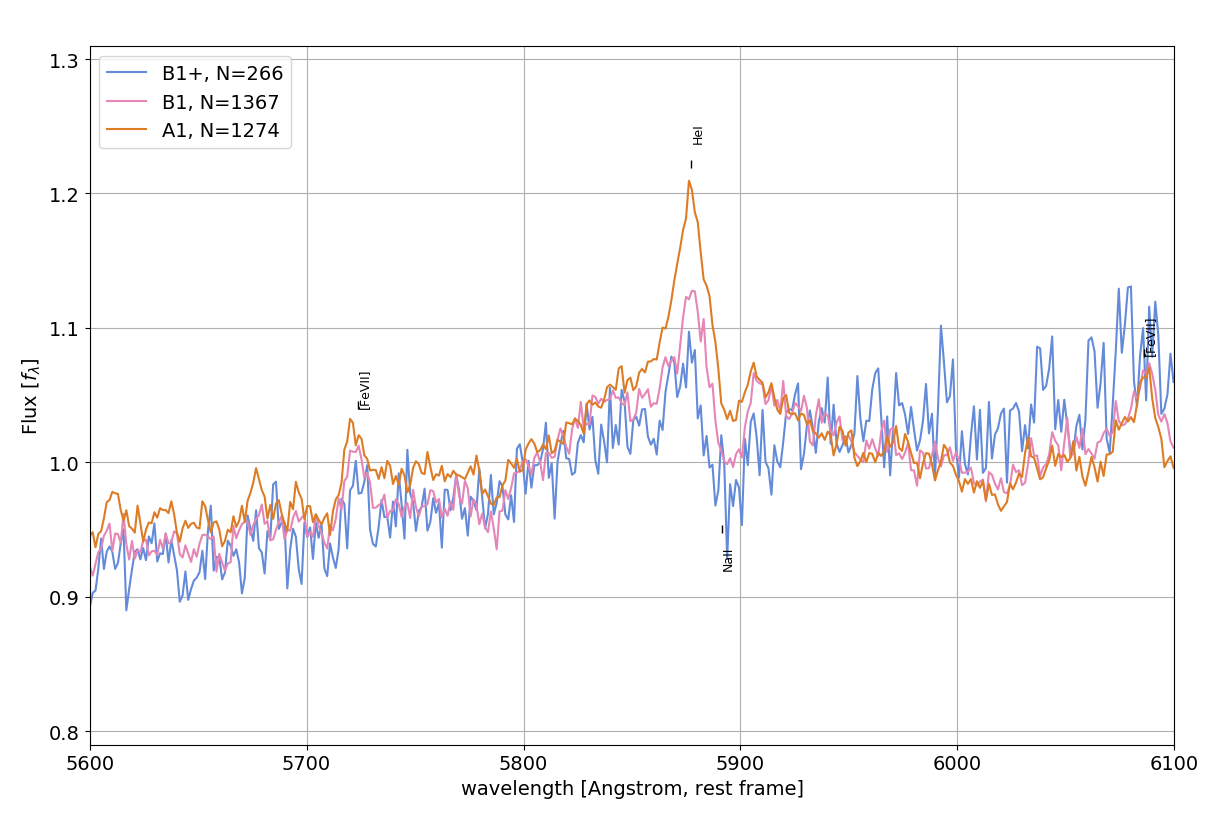 B1+, N=266
B1, N=1367
A1, N=1274
HeI
[FeVII]
[FeVII]
NaII
1.3
1.2
1.1
1.0
0.9
0.8
Flux [fλ]
5600
5700
5800
5900
6000
6100
wavelength [Angstrom, rest frame]